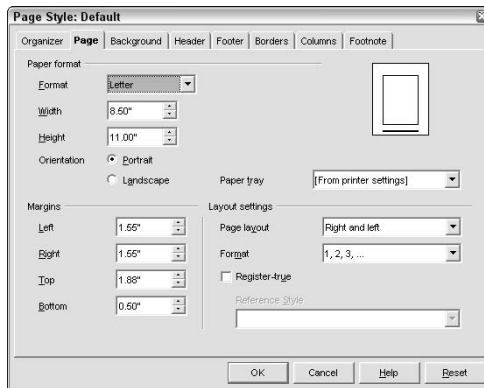 Page Style: Default
Organizer Page Background Header Footer Borders Columns Footnote
Paper format
Format Letter
Width 8.50"
Height 11.00"
Orientation Portrait
Landscape Paper tray [From printer settings]
Margins Layout settings
Left 1.55" Page layout Right and left
Right 1.55" Format 1, 2, 3, ...
Top 1.88" Register-true
Bottom 0.50" Reference Style
OK Cancel Help Reset